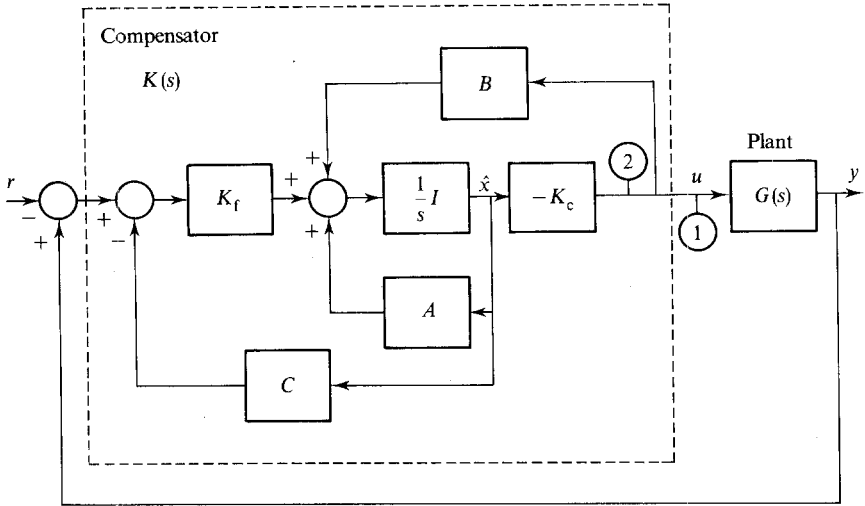 Compensator
K(s)
B
Plant
2
r
−
+
+
−
K_f
+
+
+
1/s I
x̂
−K_c
u
G(s)
y
1
A
C